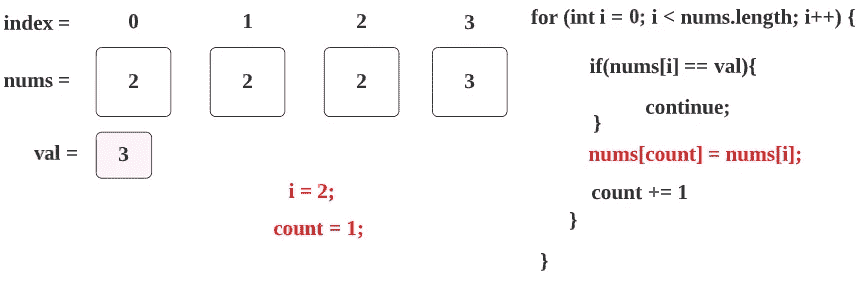 index = 0 1 2 3
for (int i = 0; i < nums.length; i++) {
nums = 2 2 2 3
if(nums[i] == val){
continue;
}
val = 3
nums[count] = nums[i];
i = 2;
count += 1
count = 1;
}
}